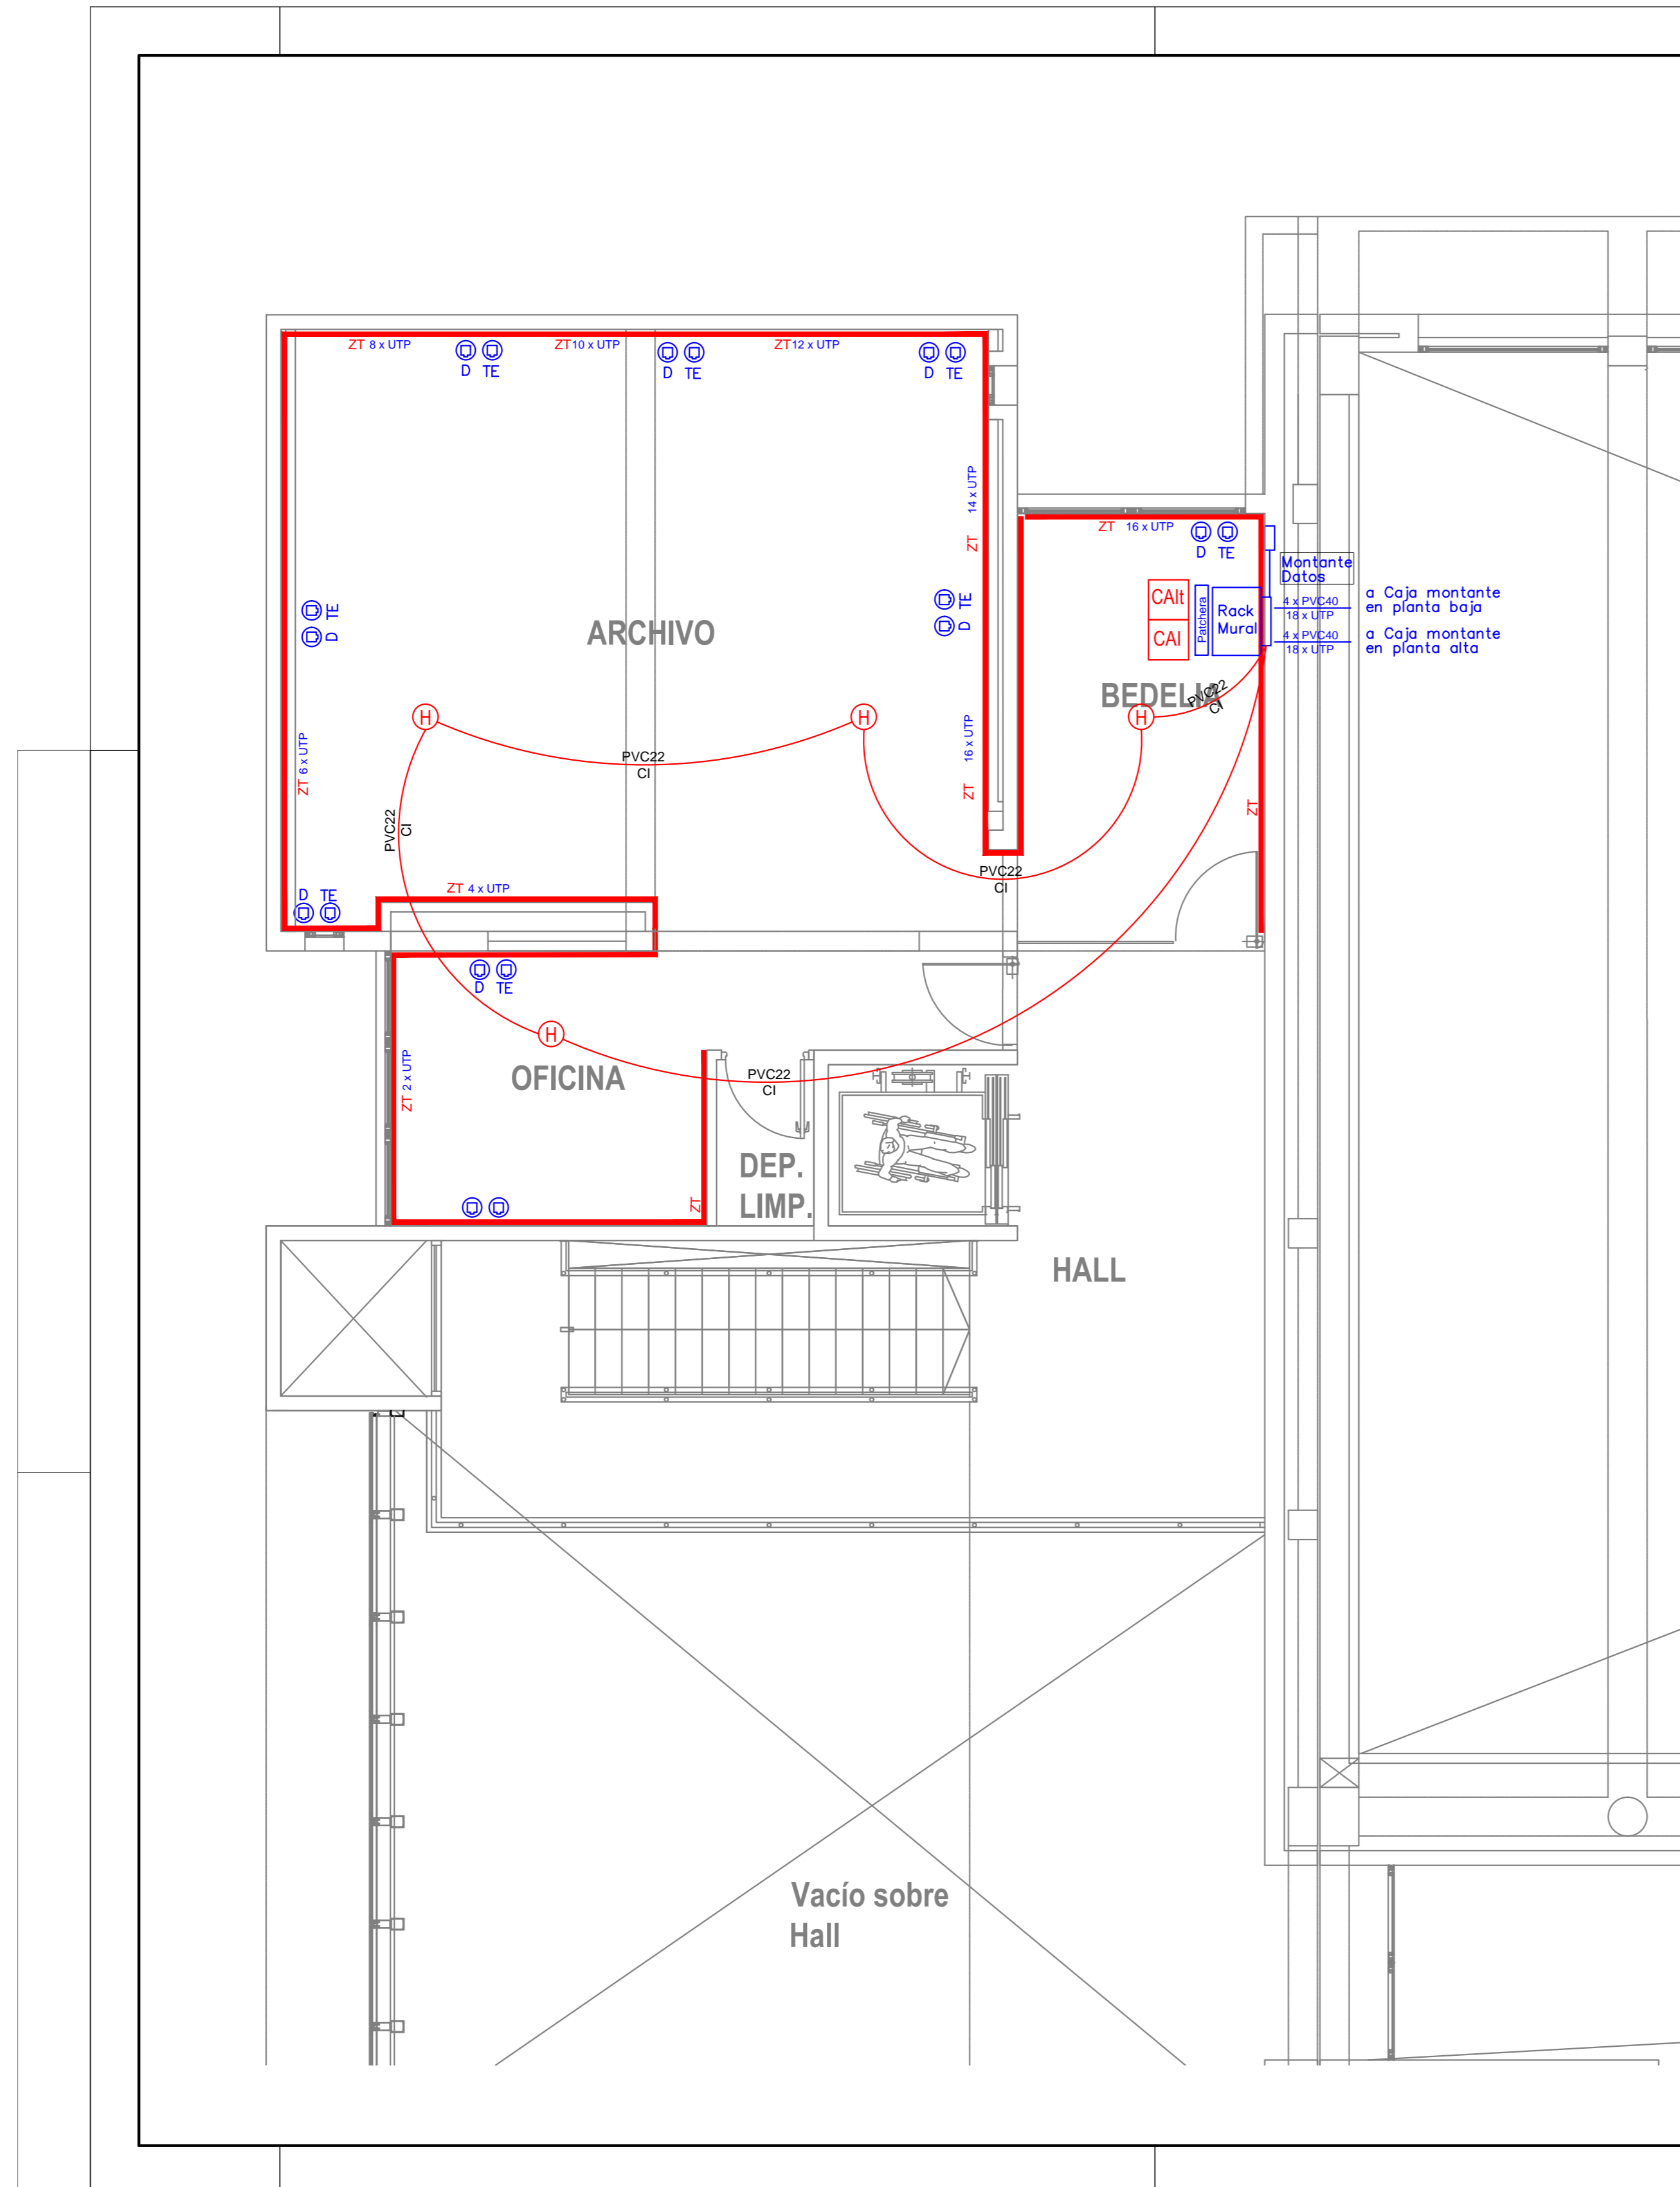 ZT 8 x UTP
ZT 10 x UTP
ZT 12 x UTP
D TE
D TE
D TE
14 x UTP
ZT
ZT 16 x UTP
D TE
Montante
Datos
4 x PVC40
18 x UTP
a Caja montante
en planta baja
4 x PVC40
18 x UTP
a Caja montante
en planta alta
CAlt
CAI
Patchera
Rack
Mural
D TE
D TE
ARCHIVO
BEDELIA
PVC22
CI
H
H
H
PVC22
CI
16 x UTP
ZT
ZT 6 x UTP
ZT
PVC22
CI
PVC22
CI
ZT 4 x UTP
D TE
D TE
H
OFICINA
ZT 2 x UTP
PVC22
CI
DEP.
LIMP.
ZT
HALL
Vacío sobre
Hall